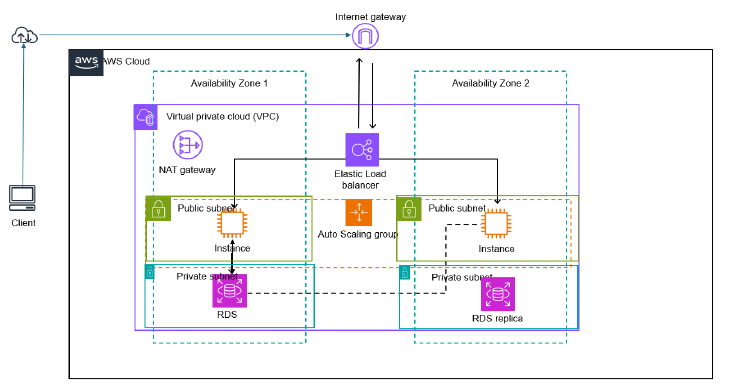 Internet gateway
aws
AWS Cloud
Availability Zone 1
Availability Zone 2
Virtual private cloud (VPC)
NAT gateway
Elastic Load
balancer
Public subnet
Public subnet
Client
Instance
Auto Scaling group
Instance
Private subnet
Private subnet
RDS
RDS replica